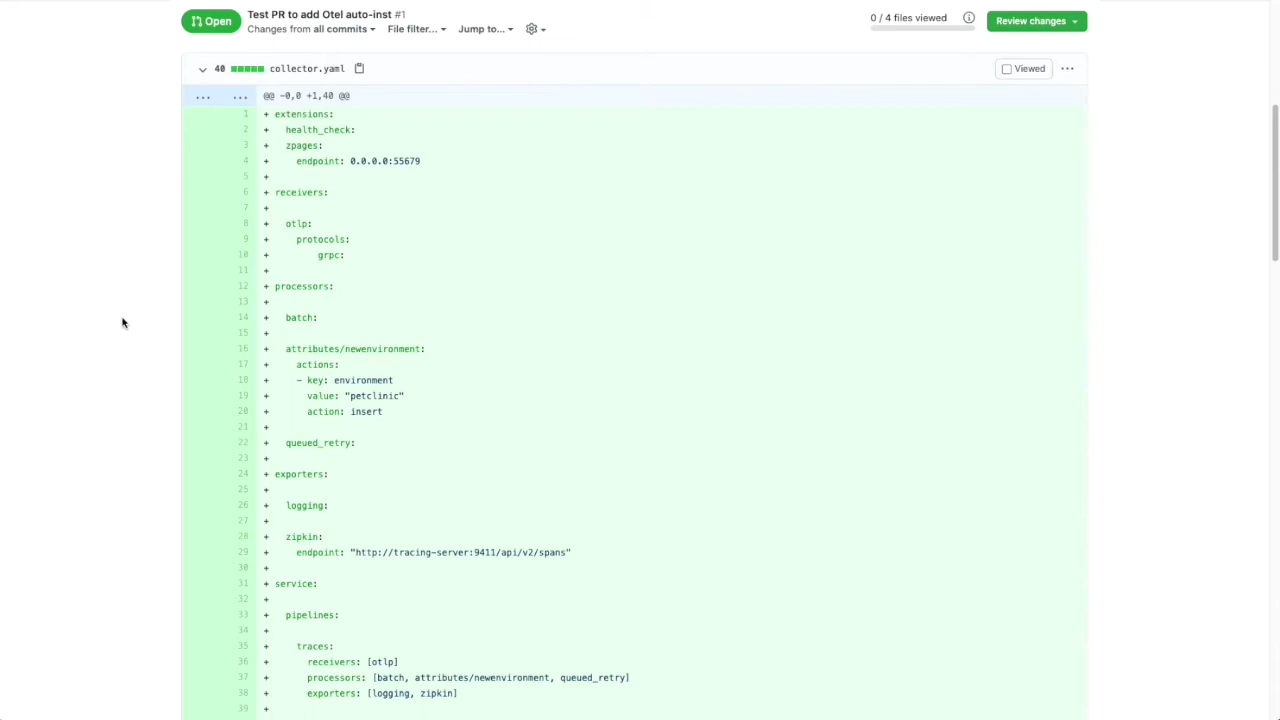 Open Test PR to add Otel auto-inst #1
Changes from all commits File filter... Jump to...
0 / 4 files viewed Review changes
40 collector.yaml Viewed ...
... ... @@ -0,0 +1,40 @@
1 + extensions:
2 + health_check:
3 + zpages:
4 + endpoint: 0.0.0.0:55679
5 +
6 + receivers:
7 +
8 + otlp:
9 + protocols:
10 + grpc:
11 +
12 + processors:
13 +
14 + batch:
15 +
16 + attributes/newenvironment:
17 + actions:
18 + - key: environment
19 + value: "petclinic"
20 + action: insert
21 +
22 + queued_retry:
23 +
24 + exporters:
25 +
26 + logging:
27 +
28 + zipkin:
29 + endpoint: "http://tracing-server:9411/api/v2/spans"
30 +
31 + service:
32 +
33 + pipelines:
34 +
35 + traces:
36 + receivers: [otlp]
37 + processors: [batch, attributes/newenvironment, queued_retry]
38 + exporters: [logging, zipkin]
39 +